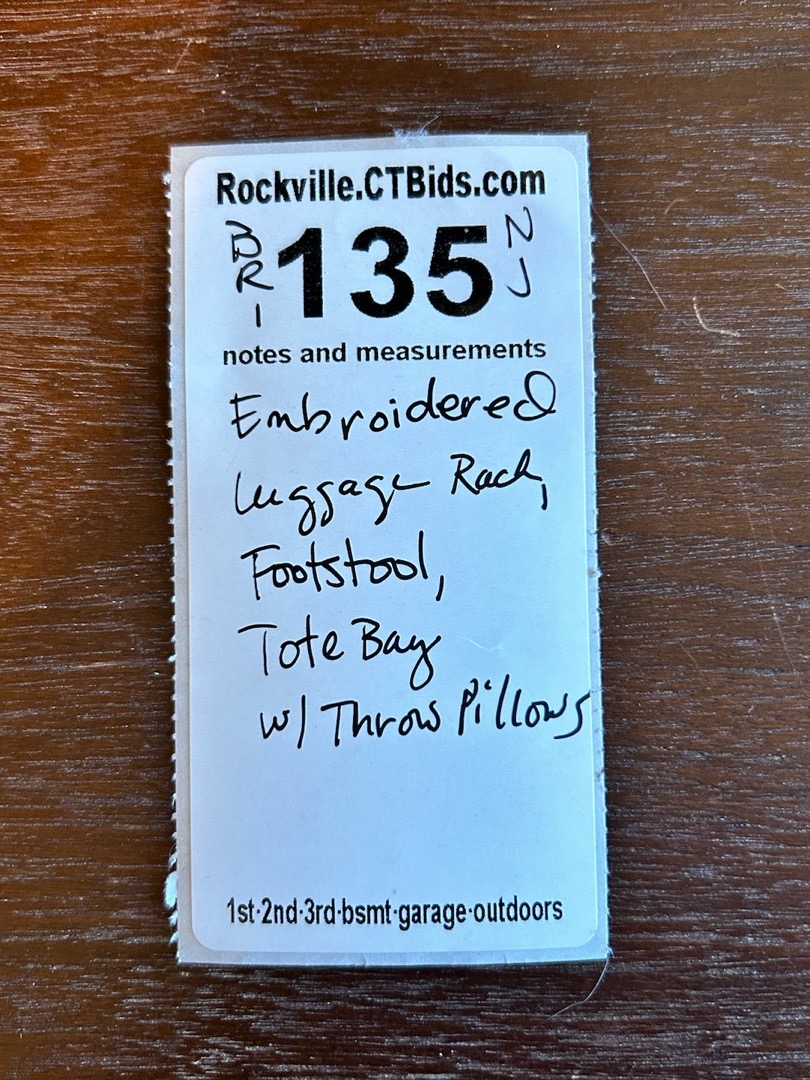 Rockville.CTBids.com
BRI 135 NJ
notes and measurements
Embroidered
Luggage Rack,
Footstool,
Tote Bag
w/ Throw Pillows
1st·2nd·3rd·bsmt·garage·outdoors